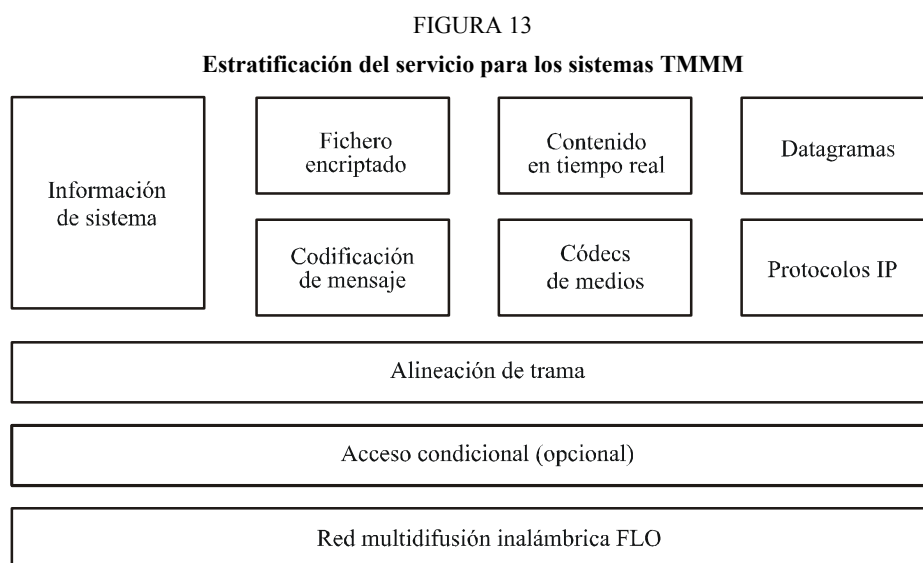 FIGURA 13
Estratificación del servicio para los sistemas TMMM
Información
de sistema
Fichero
encriptado
Contenido
en tiempo real
Datagramas
Codificación
de mensaje
Códecs
de medios
Protocolos IP
Alineación de trama
Acceso condicional (opcional)
Red multidifusión inalámbrica FLO